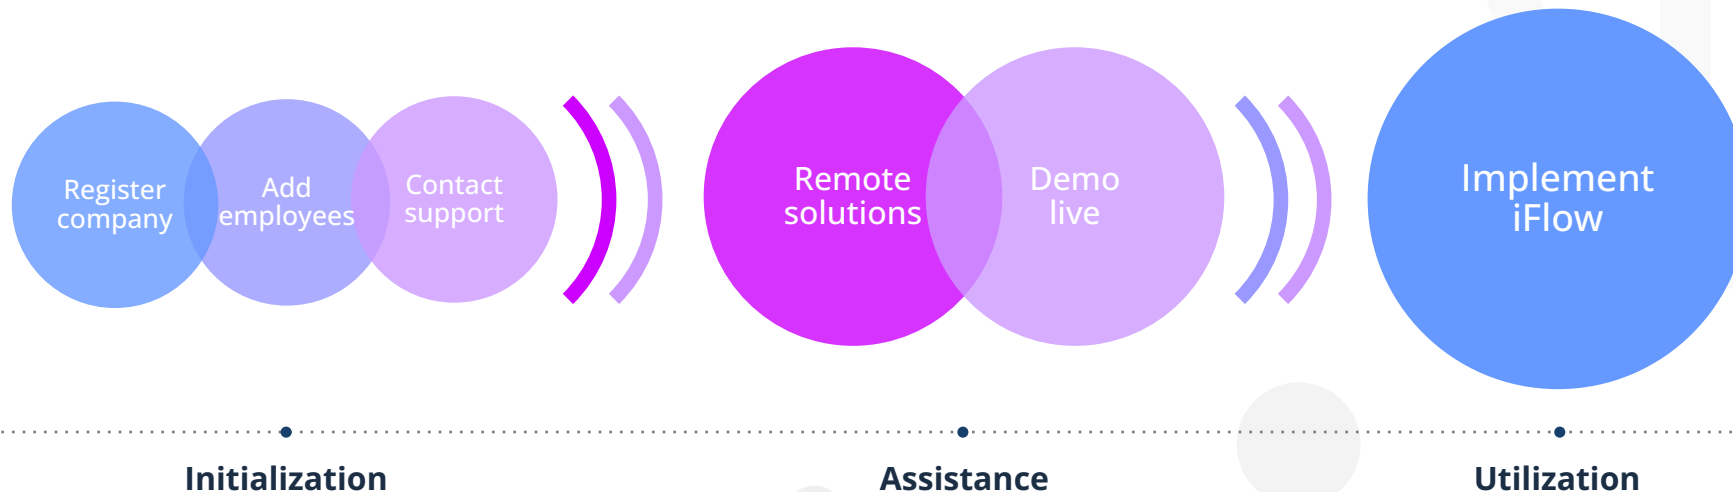 Register
company
Add
employees
Contact
support
Remote
solutions
Demo
live
Implement
iFlow
Initialization
Assistance
Utilization